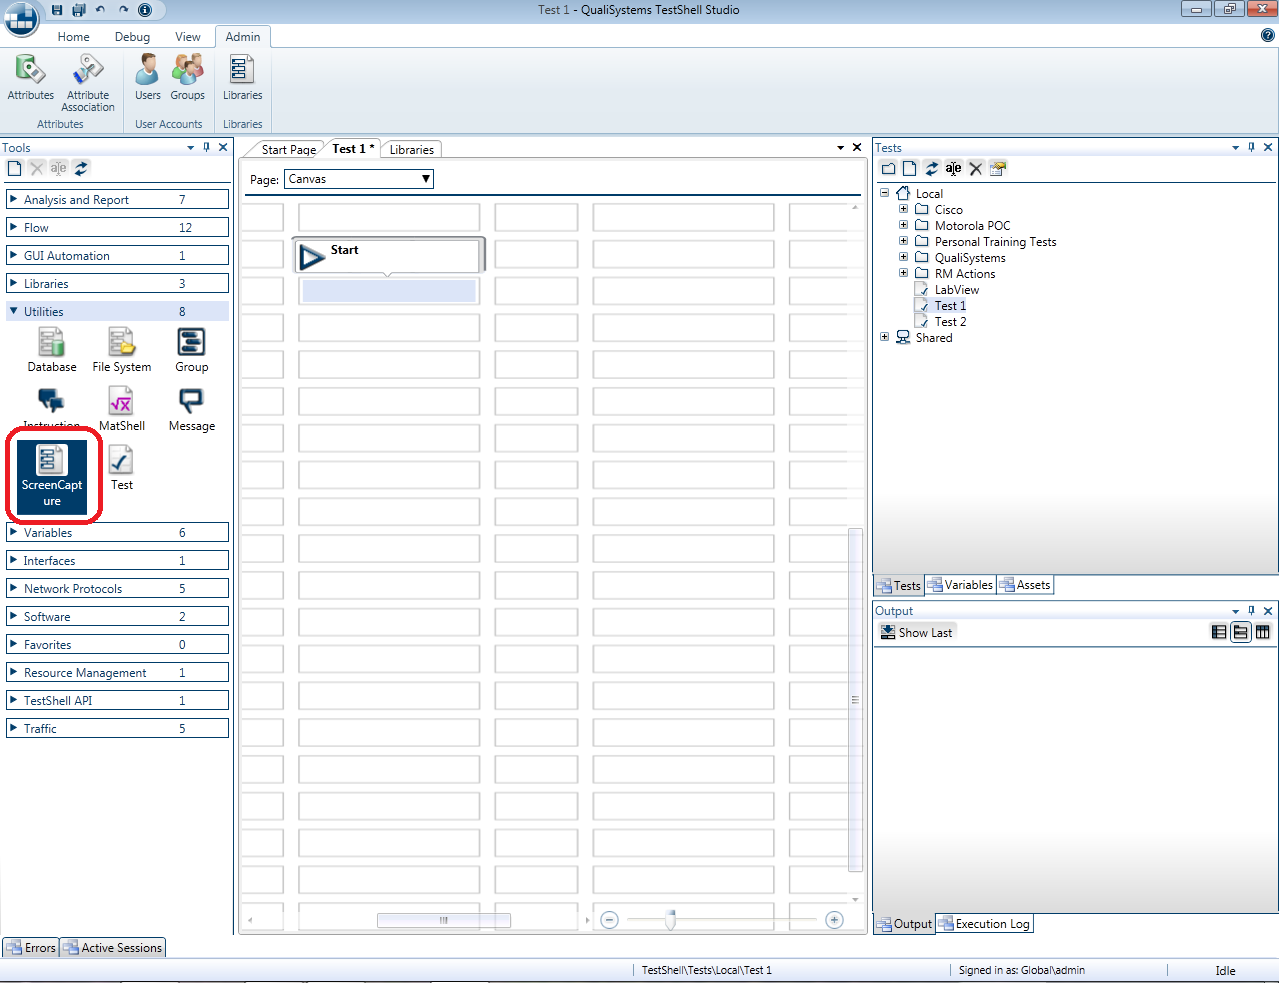 Test 1 - QualiSystems TestShell Studio
Home Debug View Admin
Attributes Attribute Association Users Groups Libraries
Attributes User Accounts Libraries
Tools
Analysis and Report 7
Flow 12
GUI Automation 1
Libraries 3
Utilities 8
Database File System Group
Instruction MatShell Message
ScreenCapt
ure
Test
Variables 6
Interfaces 1
Network Protocols 5
Software 2
Favorites 0
Resource Management 1
TestShell API 1
Traffic 5
Errors Active Sessions
Start Page Test 1 * Libraries
Page: Canvas
Start
Tests
Local
Cisco
Motorola POC
Personal Training Tests
QualiSystems
RM Actions
LabView
Test 1
Test 2
Shared
Tests Variables Assets
Output
Show Last
Output Execution Log
TestShell\Tests\Local\Test 1 Signed in as: Global\admin Idle